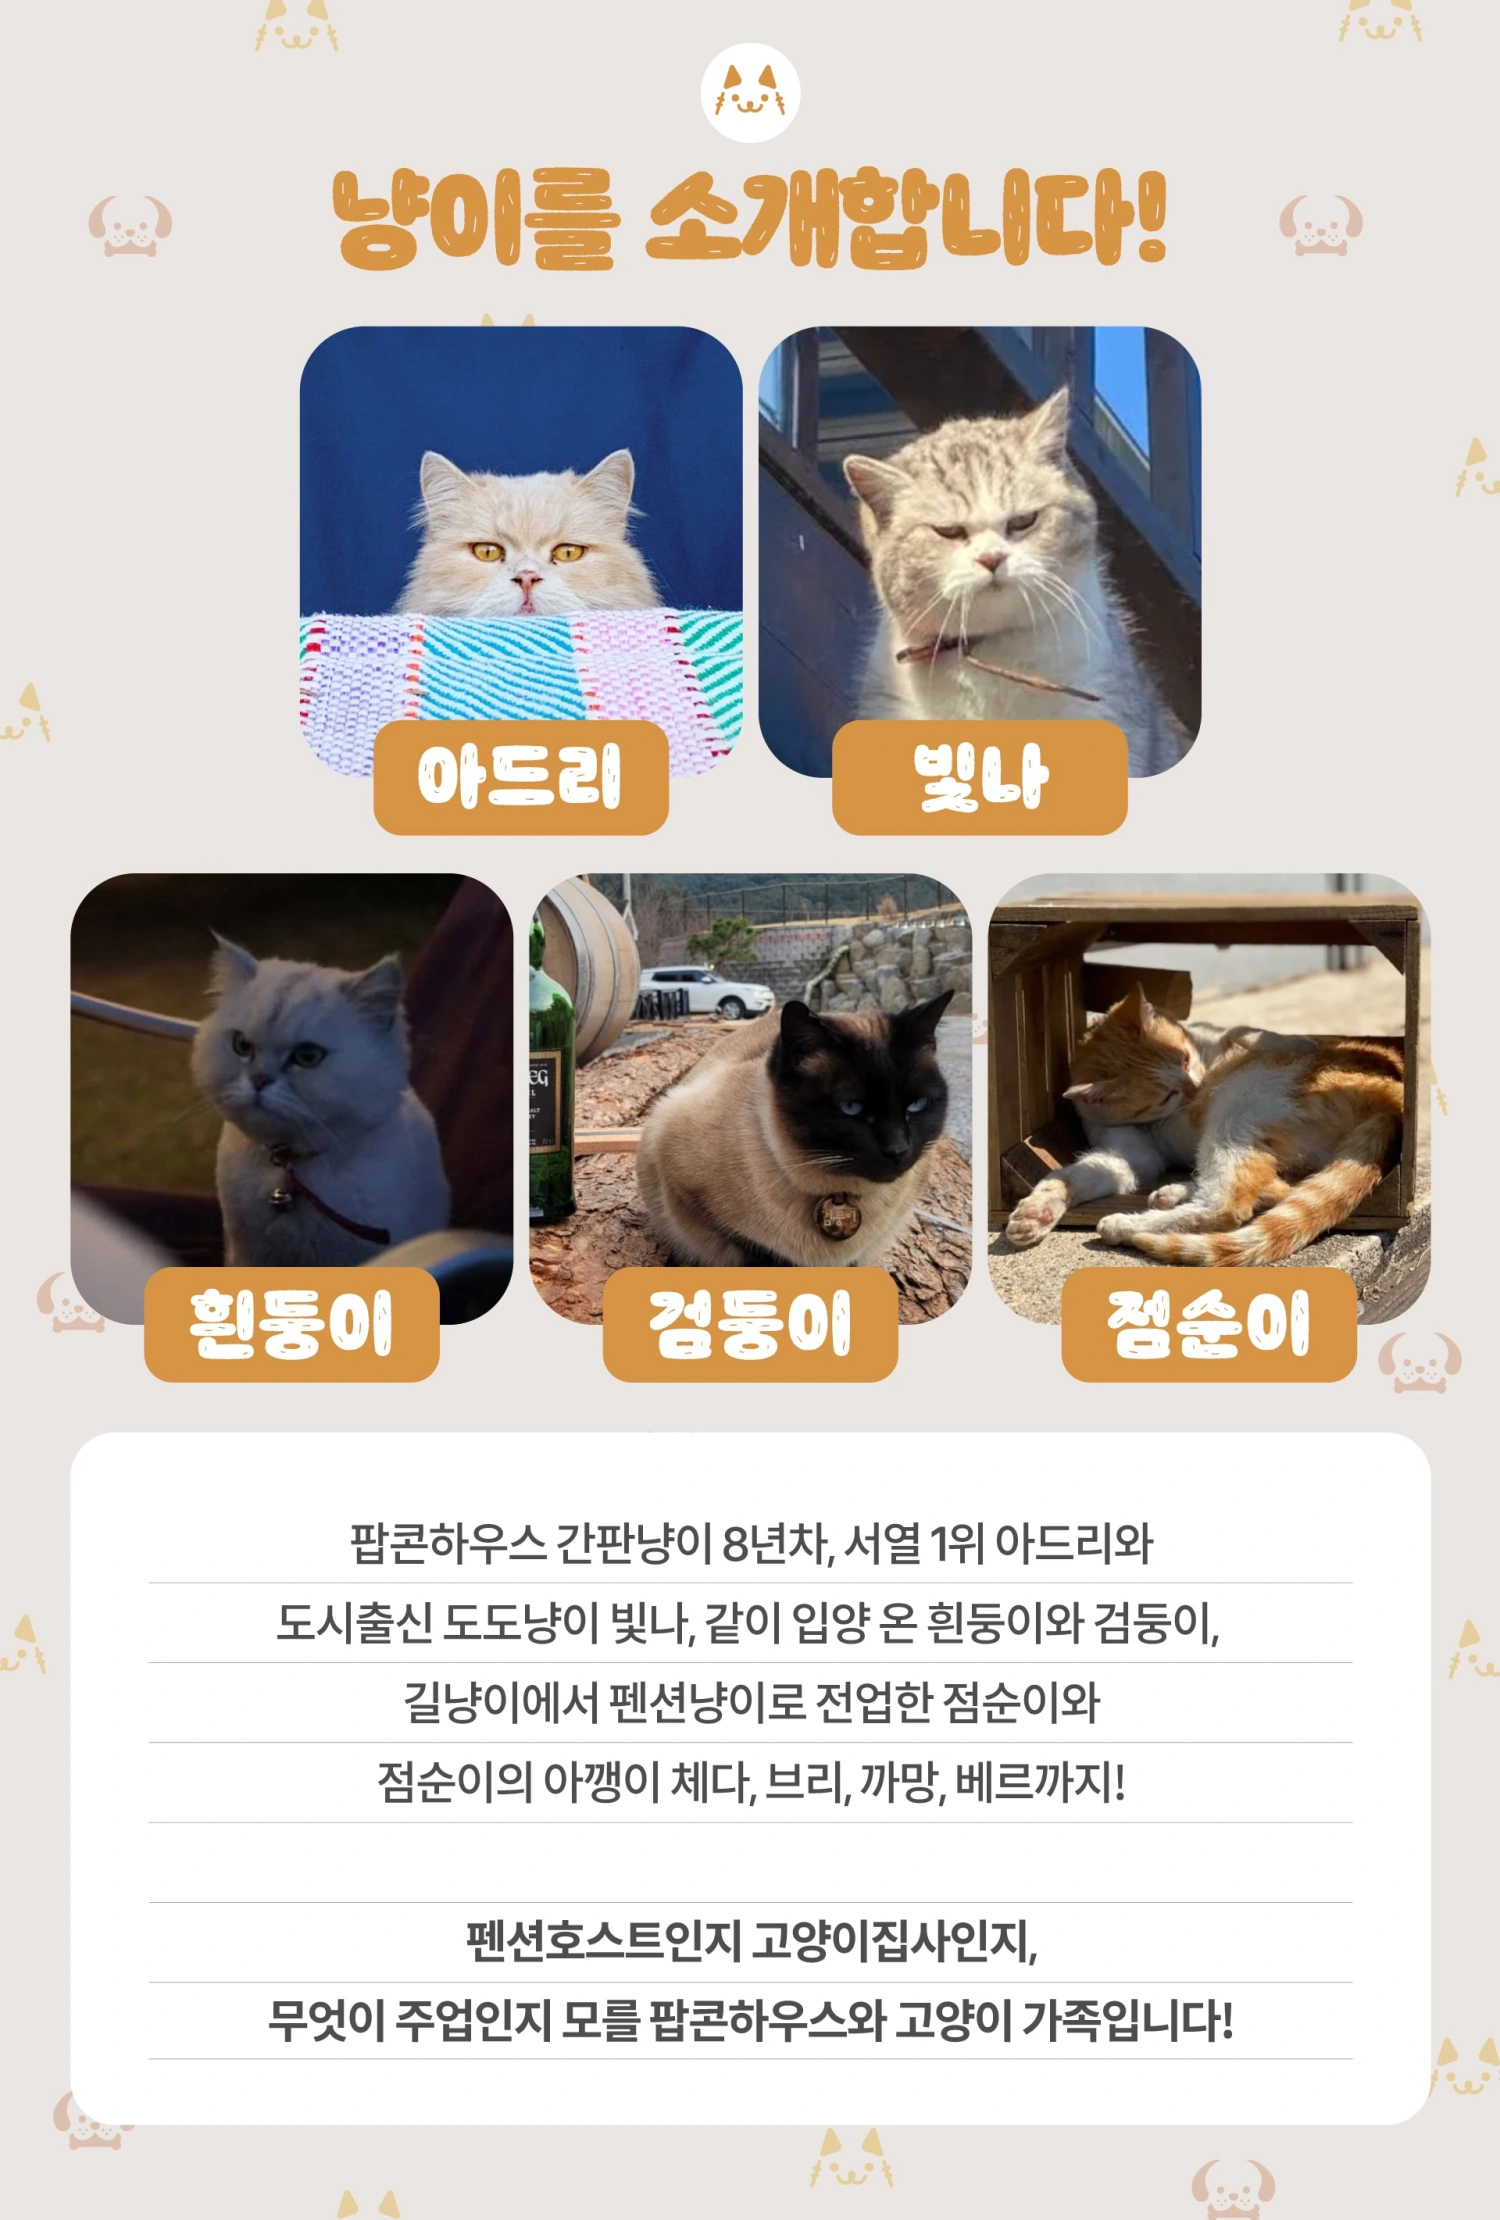 냥이를 소개합니다!
아드리
빛나
흰둥이
검둥이
점순이
팝콘하우스 간판냥이 8년차, 서열 1위 아드리와
도시출신 도도냥이 빛나, 같이 입양 온 흰둥이와 검둥이,
길냥이에서 펜션냥이로 전업한 점순이와
점순이의 아깽이 체다, 브리, 까망, 베르까지!
펜션호스트인지 고양이집사인지,
무엇이 주업인지 모를 팝콘하우스와 고양이 가족입니다!